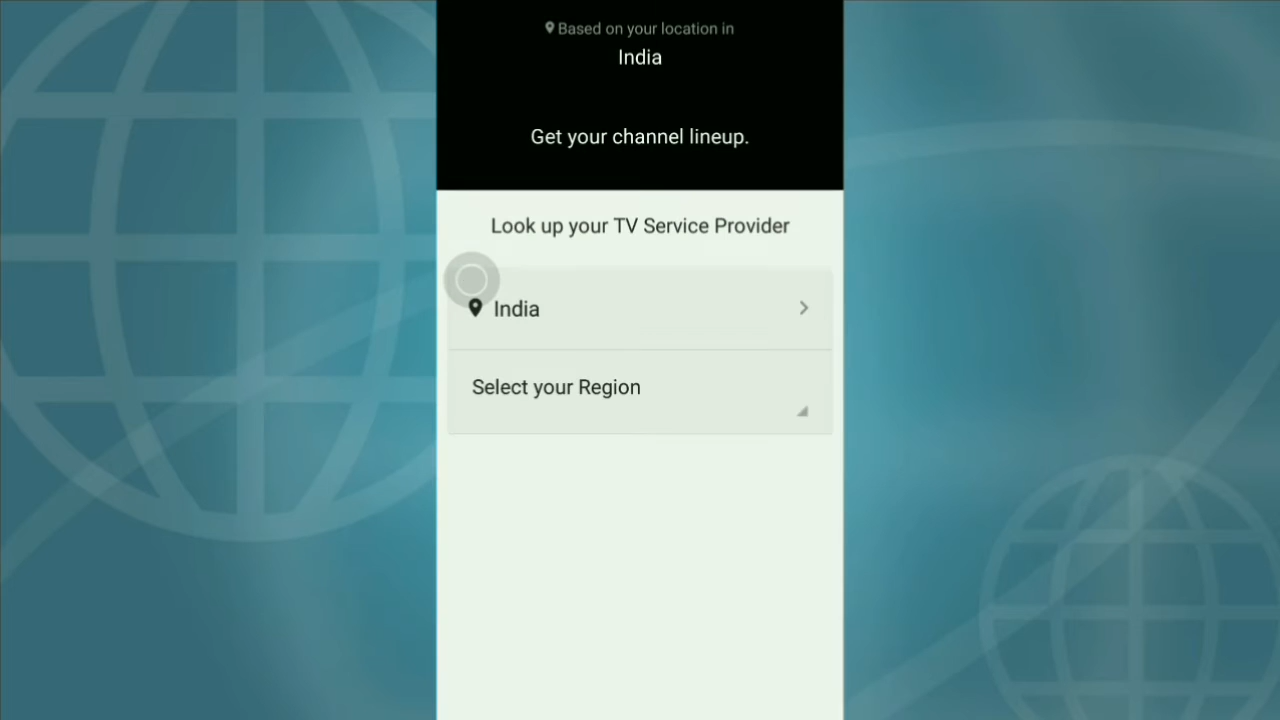 Based on your location in
India
Get your channel lineup.
Look up your TV Service Provider
India
Select your Region